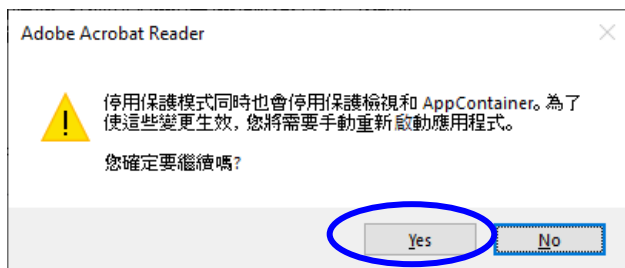 Adobe Acrobat Reader
停用保護模式同時也會停用保護檢視和 AppContainer。為了
使這些變更生效，您將需要手動重新啟動應用程式。
您確定要繼續嗎?
Yes No